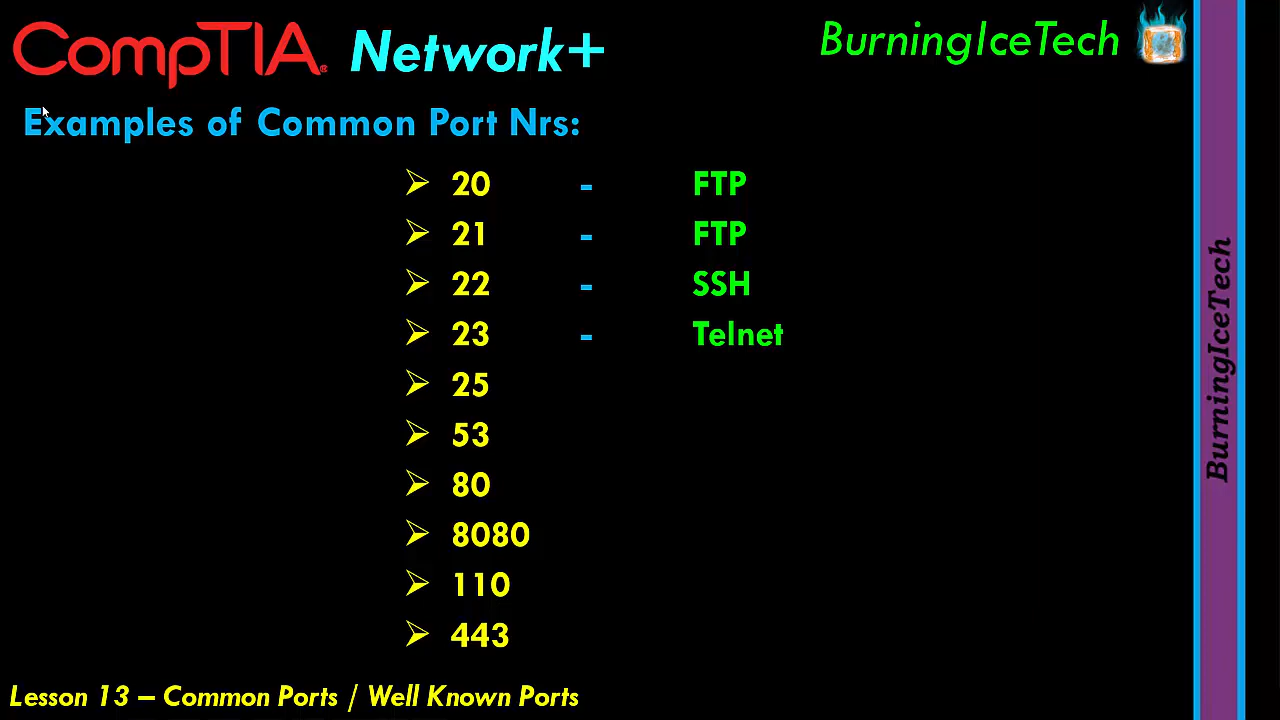 CompTIA® Network+
BurningIceTech
Examples of Common Port Nrs:
➢ 20 - FTP
➢ 21 - FTP
➢ 22 - SSH
➢ 23 - Telnet
➢ 25
➢ 53
➢ 80
➢ 8080
➢ 110
➢ 443
Lesson 13 – Common Ports / Well Known Ports
BurningIceTech